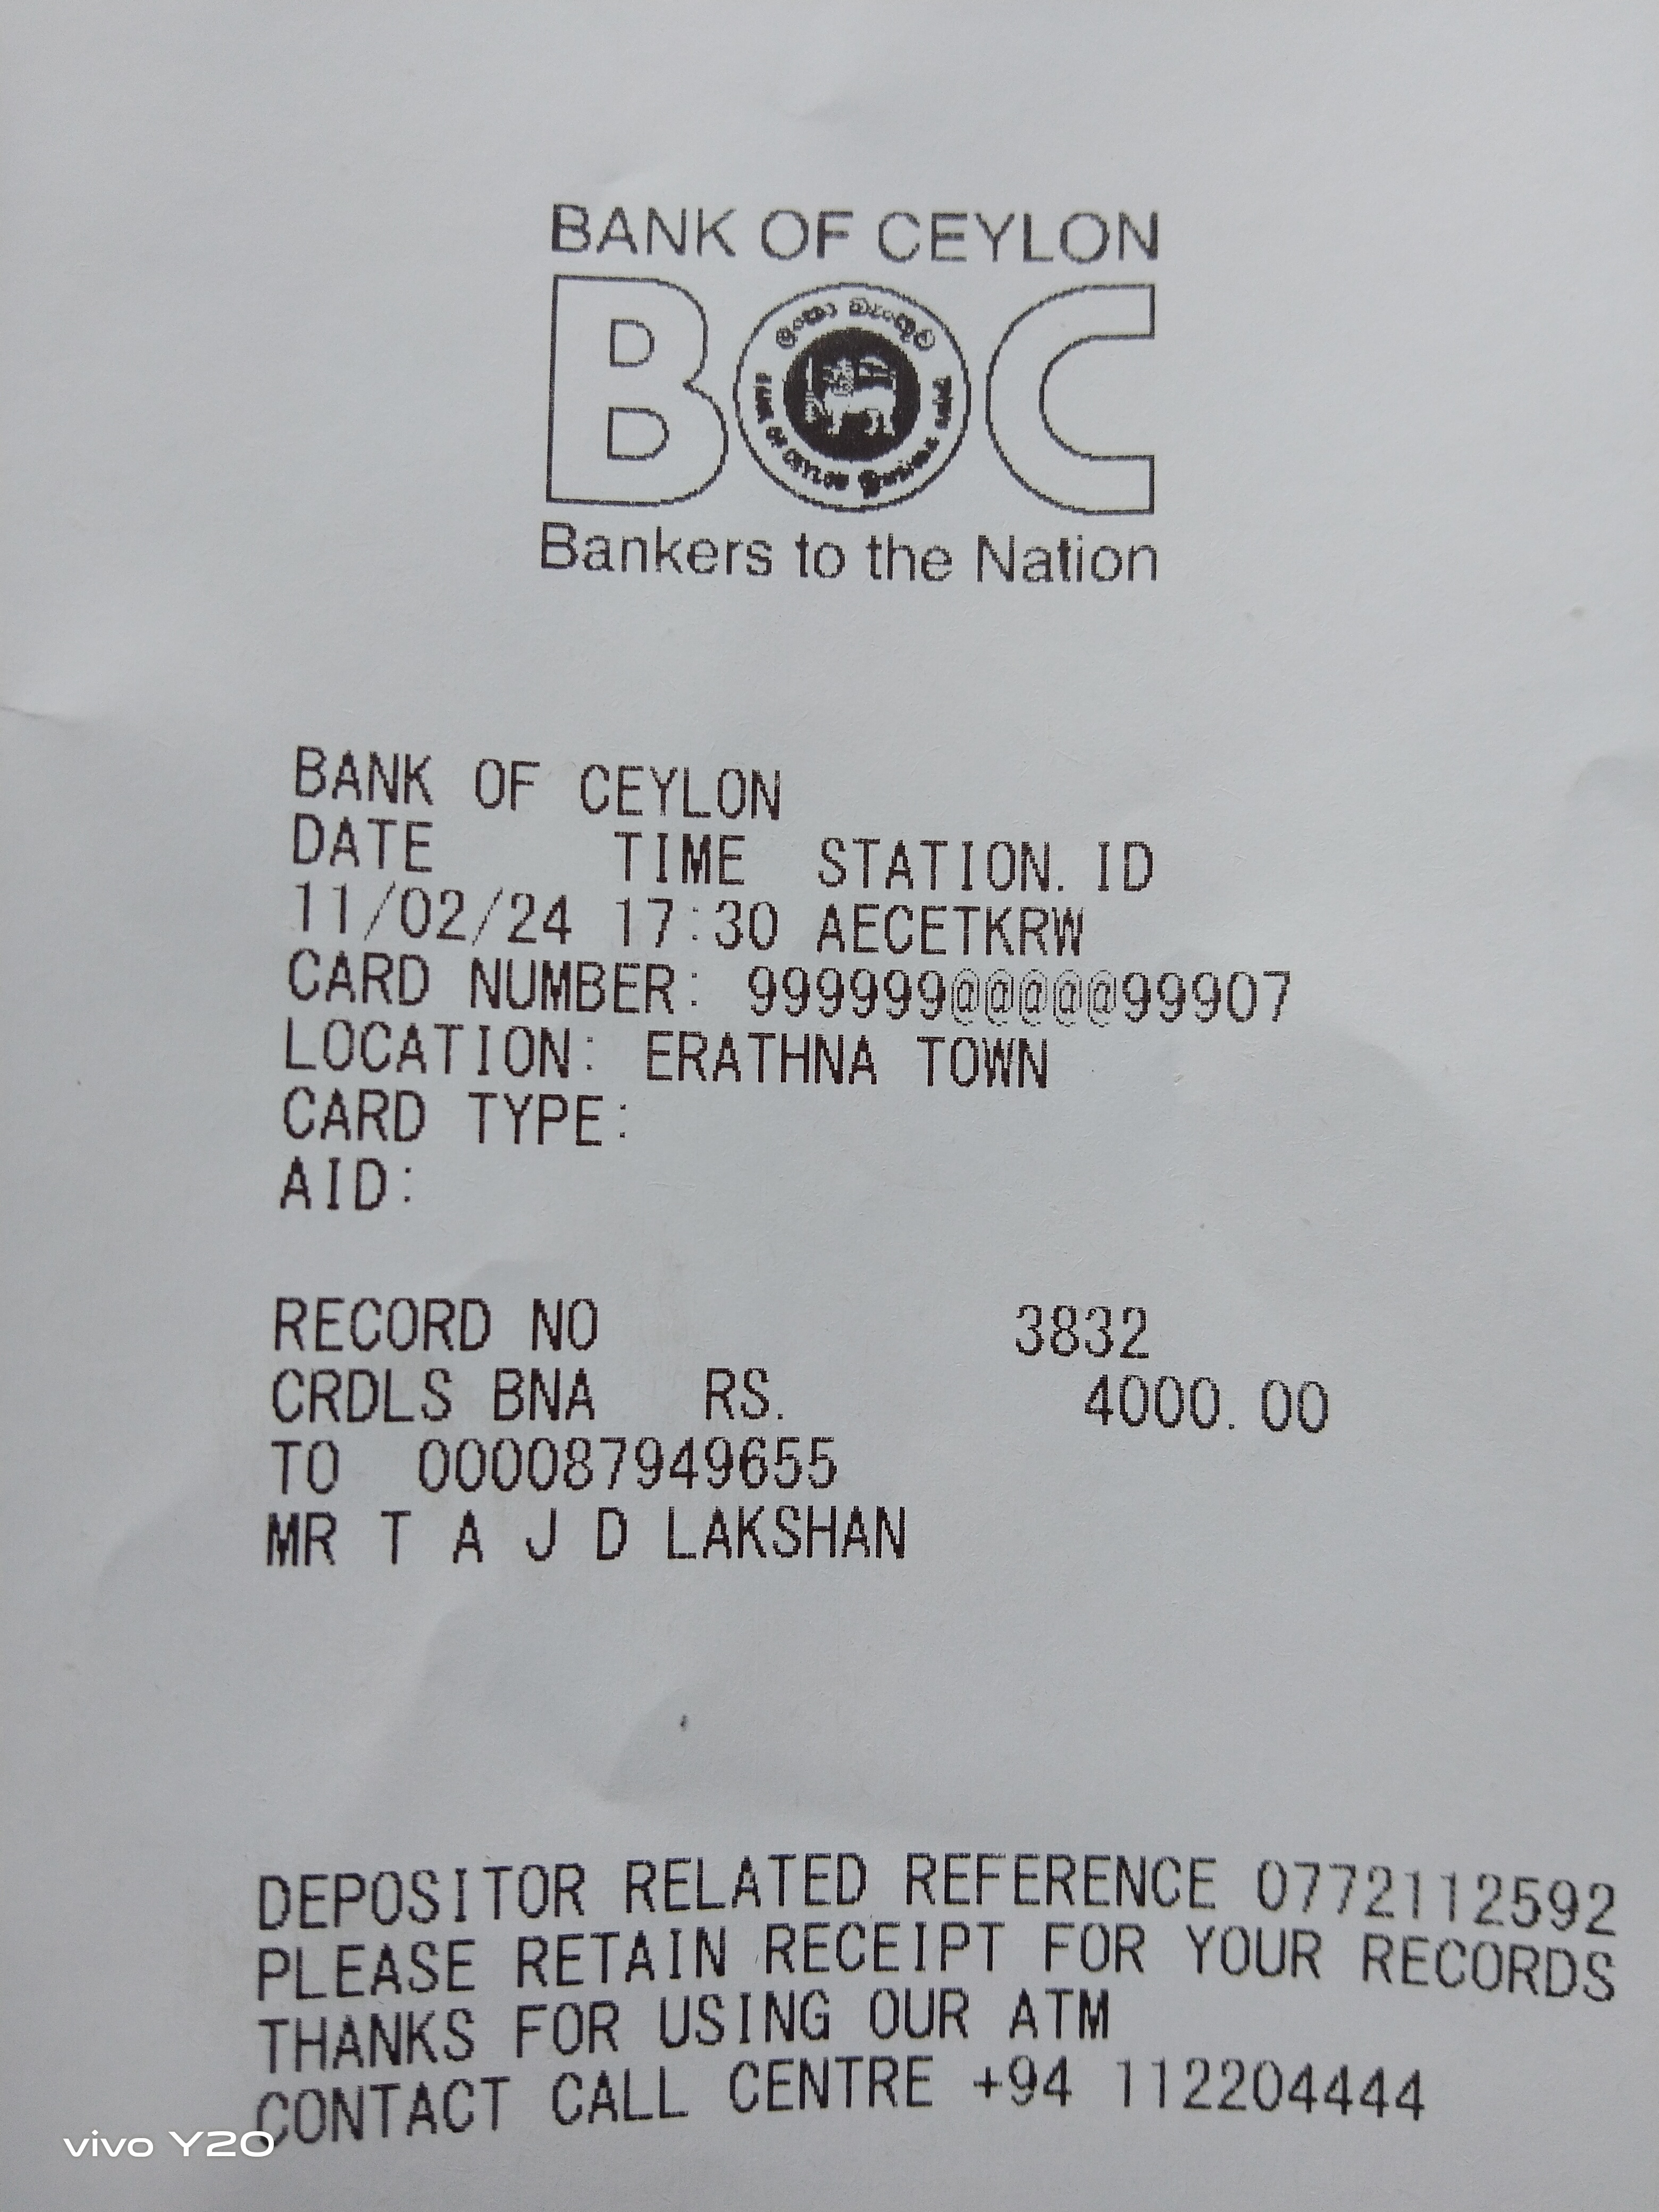 BANK OF CEYLON
BOC
BANK OF CEYLON
Bankers to the Nation
BANK OF CEYLON
DATE TIME STATION.ID
11/02/24 17:30 AECETKRW
CARD NUMBER: 999999@@@@@99907
LOCATION: ERATHNA TOWN
CARD TYPE:
AID:
RECORD NO 3832
CRDLS BNA RS. 4000.00
TO 000087949655
MR T A J D LAKSHAN
DEPOSITOR RELATED REFERENCE 0772112592
PLEASE RETAIN RECEIPT FOR YOUR RECORDS
THANKS FOR USING OUR ATM
CONTACT CALL CENTRE +94 112204444
vivo Y20